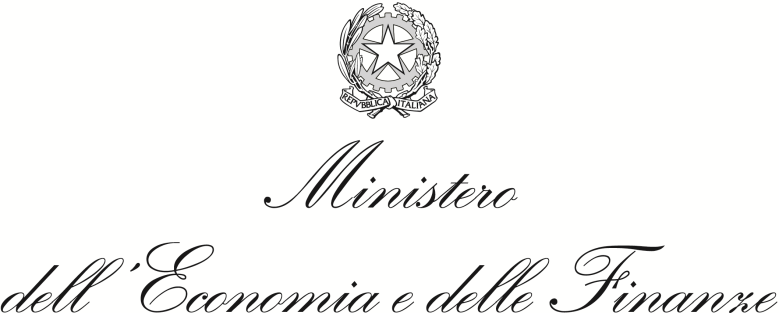 REPVBBLICA ITALIANA
Ministero
dell'Economia e delle Finanze